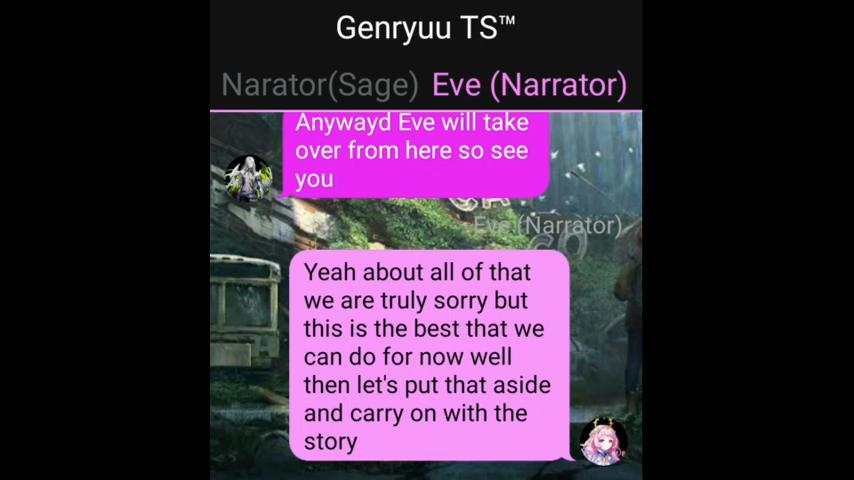 Genryuu TS™
Narator(Sage) Eve (Narrator)
Anywayd Eve will take
over from here so see
you
Eve (Narrator)
Yeah about all of that
we are truly sorry but
this is the best that we
can do for now well
then let's put that aside
and carry on with the
story